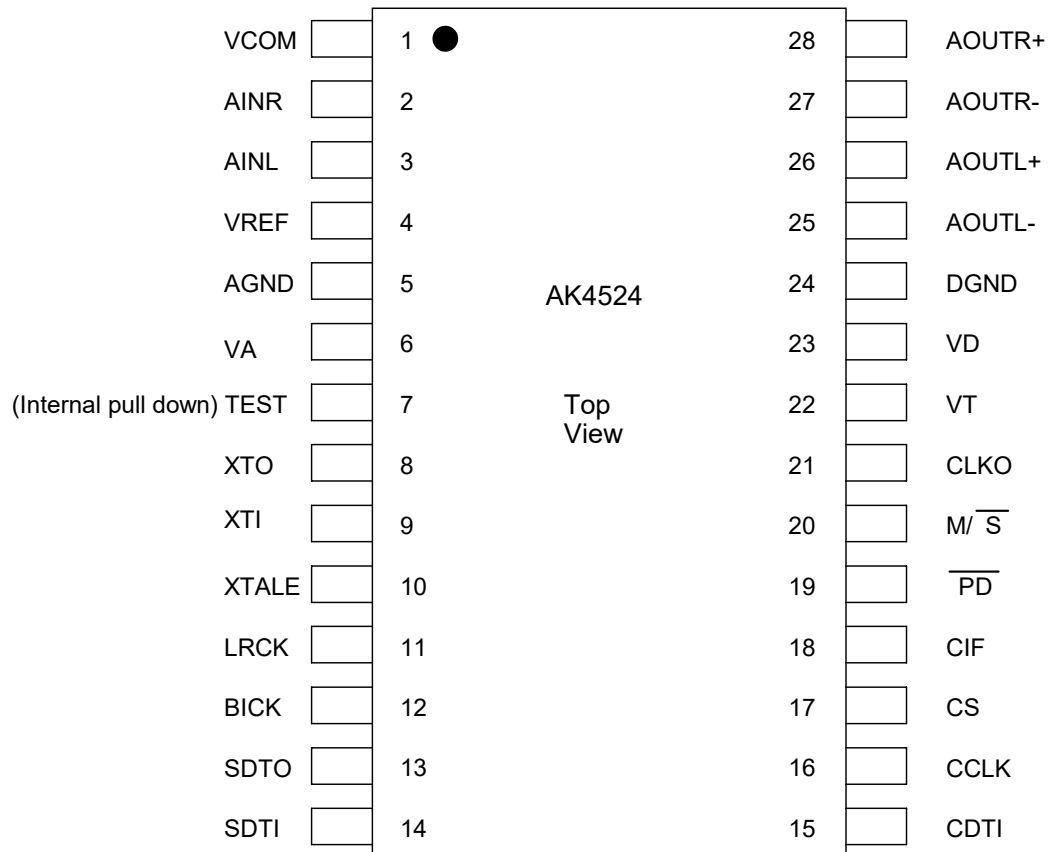 VCOM 1 28 AOUTR+
AINR 2 27 AOUTR-
AINL 3 26 AOUTL+
VREF 4 25 AOUTL-
AGND 5 24 DGND
AK4524
VA 6 23 VD
(Internal pull down) TEST 7 22 VT
Top
View
XTO 8 21 CLKO
XTI 9 20 M/ S̅
XTALE 10 19 P̅D̅
LRCK 11 18 CIF
BICK 12 17 CS
SDTO 13 16 CCLK
SDTI 14 15 CDTI